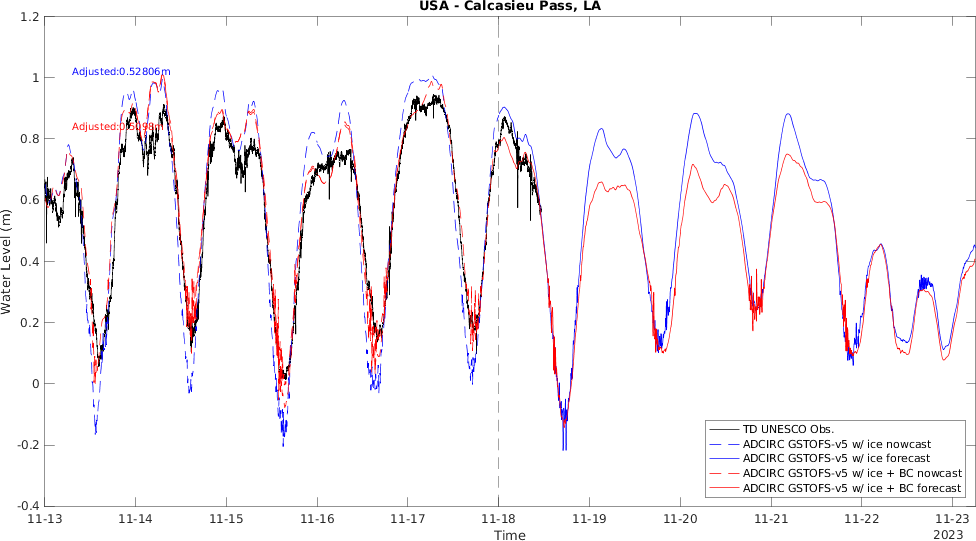 USA - Calcasieu Pass, LA
1.2
1
0.8
0.6
0.4
0.2
0
-0.2
-0.4
Water Level (m)
Adjusted:0.52806m
TD UNESCO Obs.
ADCIRC GSTOFS-v5 w/ ice nowcast
ADCIRC GSTOFS-v5 w/ ice forecast
ADCIRC GSTOFS-v5 w/ ice + BC nowcast
ADCIRC GSTOFS-v5 w/ ice + BC forecast
11-13 11-14 11-15 11-16 11-17 11-18 11-19 11-20 11-21 11-22 11-23
Time
2023